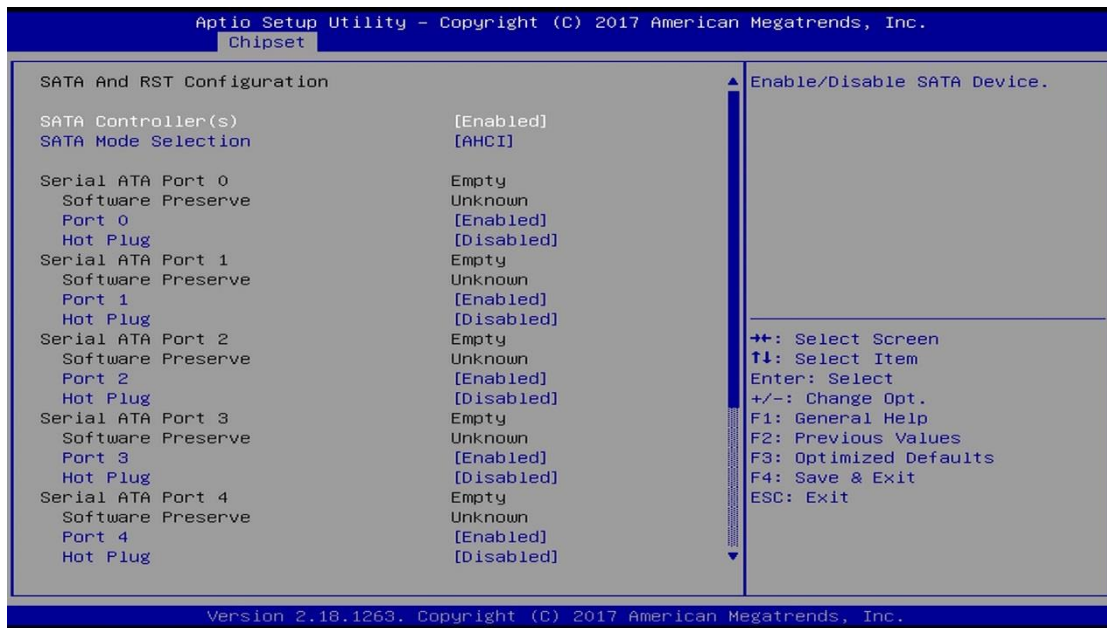 Aptio Setup Utility – Copyright (C) 2017 American Megatrends, Inc.
Chipset
SATA And RST Configuration
SATA Controller(s) [Enabled]
SATA Mode Selection [AHCI]
Serial ATA Port 0 Empty
Software Preserve Unknown
Port 0 [Enabled]
Hot Plug [Disabled]
Serial ATA Port 1 Empty
Software Preserve Unknown
Port 1 [Enabled]
Hot Plug [Disabled]
Serial ATA Port 2 Empty
Software Preserve Unknown
Port 2 [Enabled]
Hot Plug [Disabled]
Serial ATA Port 3 Empty
Software Preserve Unknown
Port 3 [Enabled]
Hot Plug [Disabled]
Serial ATA Port 4 Empty
Software Preserve Unknown
Port 4 [Enabled]
Hot Plug [Disabled]
Enable/Disable SATA Device.
→←: Select Screen
↑↓: Select Item
Enter: Select
+/-: Change Opt.
F1: General Help
F2: Previous Values
F3: Optimized Defaults
F4: Save & Exit
ESC: Exit
Version 2.18.1263. Copyright (C) 2017 American Megatrends, Inc.